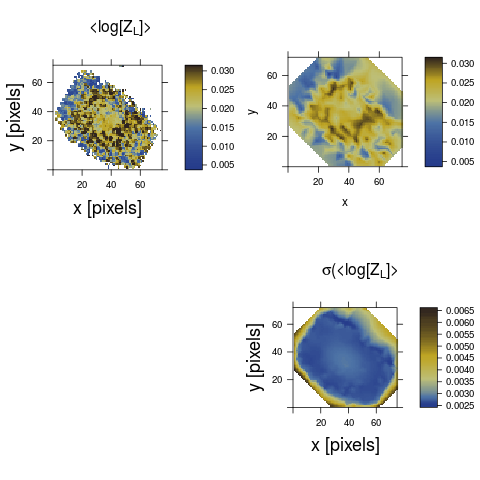 <log[Z_L]>
60
40
20
20 40 60
x [pixels]
y [pixels]
0.030
0.025
0.020
0.015
0.010
0.005
60
40
20
20 40 60
x
y
0.030
0.025
0.020
0.015
0.010
0.005
σ(<log[Z_L]>
60
40
20
20 40 60
x [pixels]
y [pixels]
0.0065
0.0060
0.0055
0.0050
0.0045
0.0040
0.0035
0.0030
0.0025